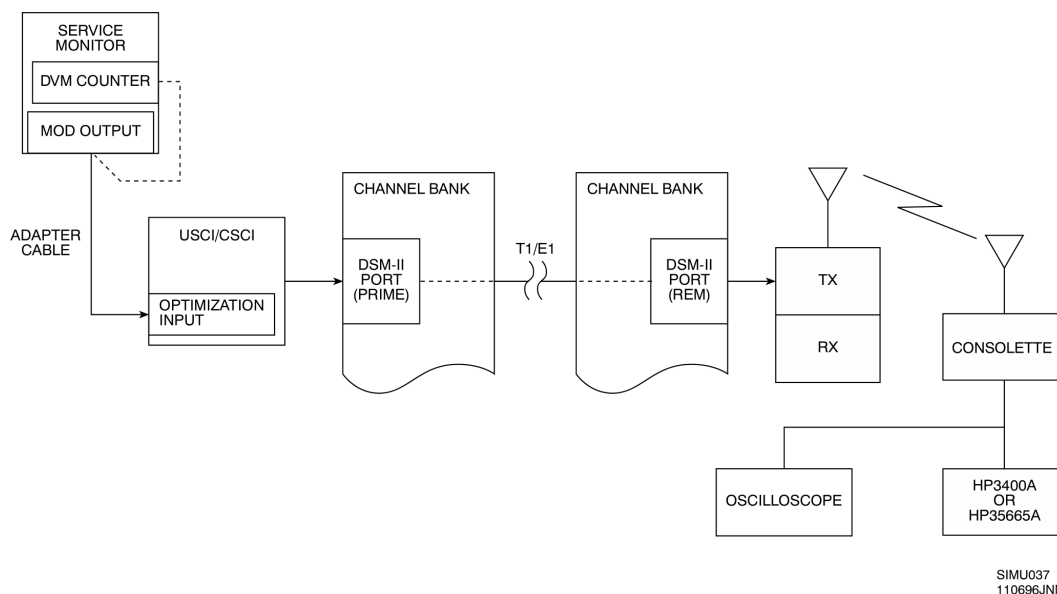 SERVICE
MONITOR
DVM COUNTER
MOD OUTPUT
ADAPTER
CABLE
USCI/CSCI
OPTIMIZATION
INPUT
CHANNEL BANK
DSM-II
PORT
(PRIME)
T1/E1
CHANNEL BANK
DSM-II
PORT
(REM)
TX
RX
CONSOLETTE
OSCILLOSCOPE
HP3400A
OR
HP35665A
SIMU037